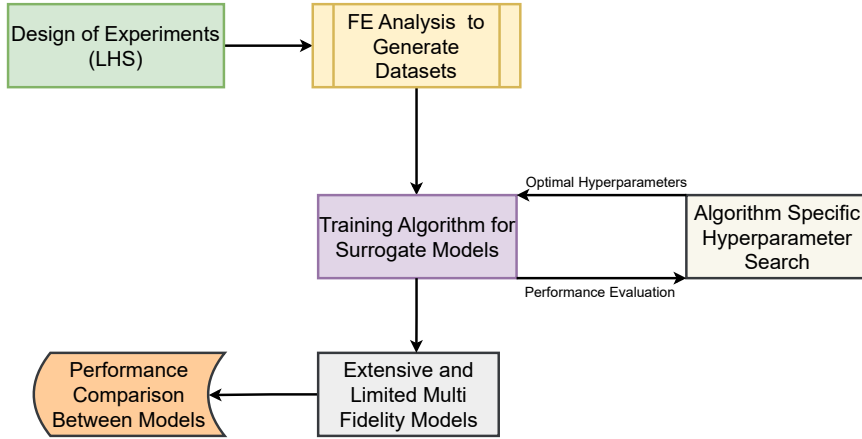 Design of Experiments
(LHS)
FE Analysis to
Generate
Datasets
Optimal Hyperparameters
Training Algorithm for
Surrogate Models
Algorithm Specific
Hyperparameter
Search
Performance Evaluation
Performance
Comparison
Between Models
Extensive and
Limited Multi
Fidelity Models